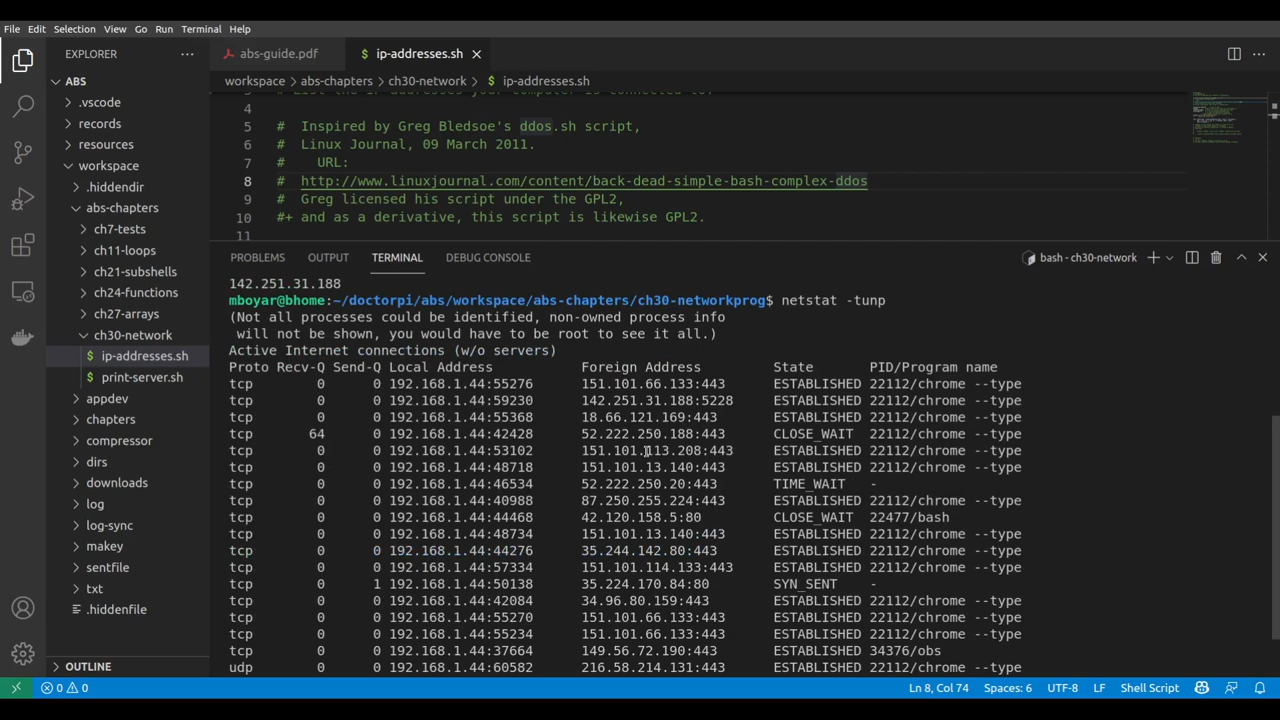 File Edit Selection View Go Run Terminal Help
EXPLORER
abs-guide.pdf
ip-addresses.sh
ABS
.vscode
records
resources
workspace
.hiddendir
abs-chapters
ch7-tests
ch11-loops
ch21-subshells
ch24-functions
ch27-arrays
ch30-network
ip-addresses.sh
print-server.sh
appdev
chapters
compressor
dirs
downloads
log
log-sync
makey
sentfile
txt
.hiddenfile
OUTLINE
workspace > abs-chapters > ch30-network > ip-addresses.sh
3 # List the IP addresses your computer is connected to.
4
5 #  Inspired by Greg Bledsoe's ddos.sh script,
6 #  Linux Journal, 09 March 2011.
7 #    URL:
8 #  http://www.linuxjournal.com/content/back-dead-simple-bash-complex-ddos
9 #  Greg licensed his script under the GPL2,
10 #+ and as a derivative, this script is likewise GPL2.
11
PROBLEMS OUTPUT TERMINAL DEBUG CONSOLE
bash - ch30-network
142.251.31.188
mboyar@bhome:~/doctorpi/abs/workspace/abs-chapters/ch30-networkprog$ netstat -tunp
(Not all processes could be identified, non-owned process info
 will not be shown, you would have to be root to see it all.)
Active Internet connections (w/o servers)
Proto Recv-Q Send-Q Local Address Foreign Address State PID/Program name
tcp 0 0 192.168.1.44:55276 151.101.66.133:443 ESTABLISHED 22112/chrome --type
tcp 0 0 192.168.1.44:59230 142.251.31.188:5228 ESTABLISHED 22112/chrome --type
tcp 0 0 192.168.1.44:55368 18.66.121.169:443 ESTABLISHED 22112/chrome --type
tcp 64 0 192.168.1.44:42428 52.222.250.188:443 CLOSE_WAIT 22112/chrome --type
tcp 0 0 192.168.1.44:53102 151.101.113.208:443 ESTABLISHED 22112/chrome --type
tcp 0 0 192.168.1.44:48718 151.101.13.140:443 ESTABLISHED 22112/chrome --type
tcp 0 0 192.168.1.44:46534 52.222.250.20:443 TIME_WAIT -
tcp 0 0 192.168.1.44:40988 87.250.255.224:443 ESTABLISHED 22112/chrome --type
tcp 0 0 192.168.1.44:44468 42.120.158.5:80 CLOSE_WAIT 22477/bash
tcp 0 0 192.168.1.44:48734 151.101.13.140:443 ESTABLISHED 22112/chrome --type
tcp 0 0 192.168.1.44:44276 35.244.142.80:443 ESTABLISHED 22112/chrome --type
tcp 0 0 192.168.1.44:57334 151.101.114.133:443 ESTABLISHED 22112/chrome --type
tcp 0 1 192.168.1.44:50138 35.224.170.84:80 SYN_SENT -
tcp 0 0 192.168.1.44:42084 34.96.80.159:443 ESTABLISHED 22112/chrome --type
tcp 0 0 192.168.1.44:55270 151.101.66.133:443 ESTABLISHED 22112/chrome --type
tcp 0 0 192.168.1.44:55234 151.101.66.133:443 ESTABLISHED 22112/chrome --type
tcp 0 0 192.168.1.44:37664 149.56.72.190:443 ESTABLISHED 34376/obs
udp 0 0 192.168.1.44:60582 216.58.214.131:443 ESTABLISHED 22112/chrome --type
0 0 Ln 8, Col 74 Spaces: 6 UTF-8 LF Shell Script